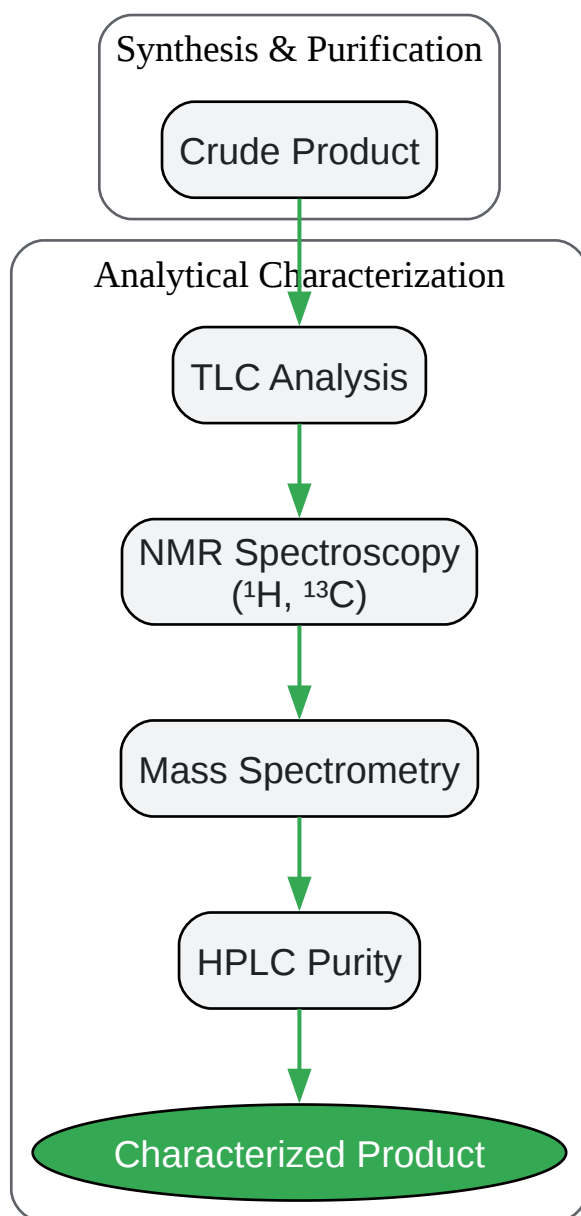 Synthesis & Purification
Crude Product
Analytical Characterization
TLC Analysis
NMR Spectroscopy
(¹H, ¹³C)
Mass Spectrometry
HPLC Purity
Characterized Product